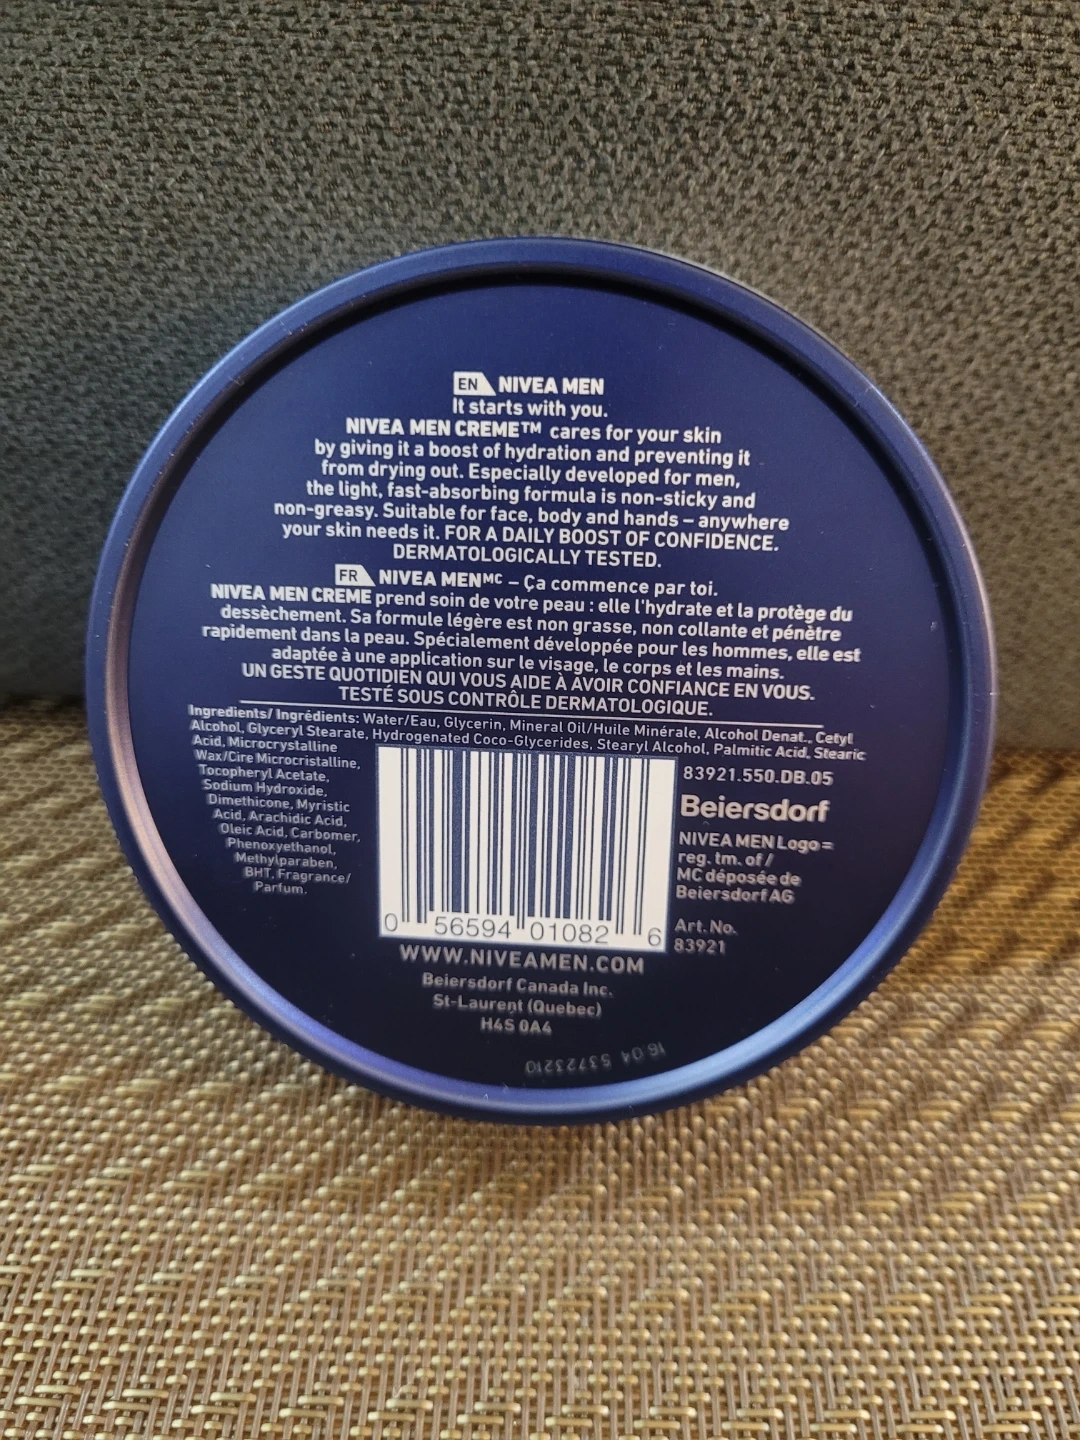 EN NIVEA MEN
It starts with you.
NIVEA MEN CREME™ cares for your skin
by giving it a boost of hydration and preventing it
from drying out. Especially developed for men,
the light, fast-absorbing formula is non-sticky and
non-greasy. Suitable for face, body and hands – anywhere
your skin needs it. FOR A DAILY BOOST OF CONFIDENCE.
DERMATOLOGICALLY TESTED.
FR NIVEA MENᴹᶜ – Ça commence par toi.
NIVEA MEN CREME prend soin de votre peau : elle l'hydrate et la protège du
dessèchement. Sa formule légère est non grasse, non collante et pénètre
rapidement dans la peau. Spécialement développée pour les hommes, elle est
adaptée à une application sur le visage, le corps et les mains.
UN GESTE QUOTIDIEN QUI VOUS AIDE À AVOIR CONFIANCE EN VOUS.
TESTÉ SOUS CONTRÔLE DERMATOLOGIQUE.
Ingredients/ Ingrédients: Water/Eau, Glycerin, Mineral Oil/Huile Minérale, Alcohol Denat., Cetyl
Alcohol, Glyceryl Stearate, Hydrogenated Coco-Glycerides, Stearyl Alcohol, Palmitic Acid, Stearic
Acid, Microcrystalline
Wax/Cire Microcristalline,
Tocopheryl Acetate,
Sodium Hydroxide,
Dimethicone, Myristic
Acid, Arachidic Acid,
Oleic Acid, Carbomer,
Phenoxyethanol,
Methylparaben,
BHT, Fragrance/
Parfum.
83921.550.DB.05
Beiersdorf
NIVEA MEN Logo =
reg. tm. of /
MC déposée de
Beiersdorf AG
Art. No.
83921
0 56594 01082 6
WWW.NIVEAMEN.COM
Beiersdorf Canada Inc.
St-Laurent (Quebec)
H4S 0A4
16 04 53723210